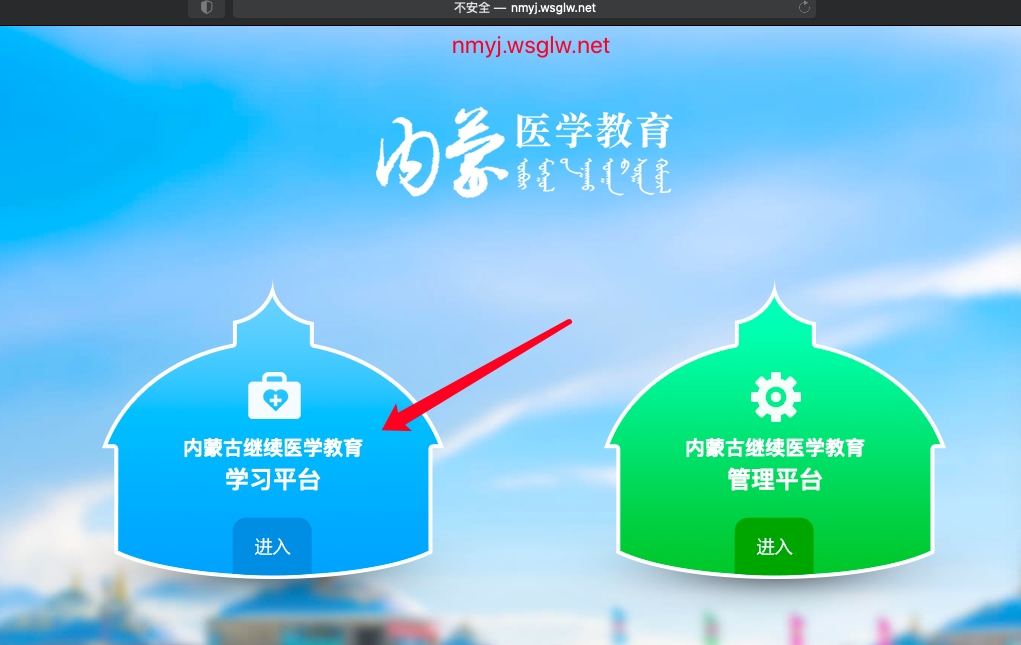 不安全 — nmyj.wsglw.net
nmyj.wsglw.net
内蒙 医学教育
内蒙古继续医学教育
学习平台
进入
内蒙古继续医学教育
管理平台
进入